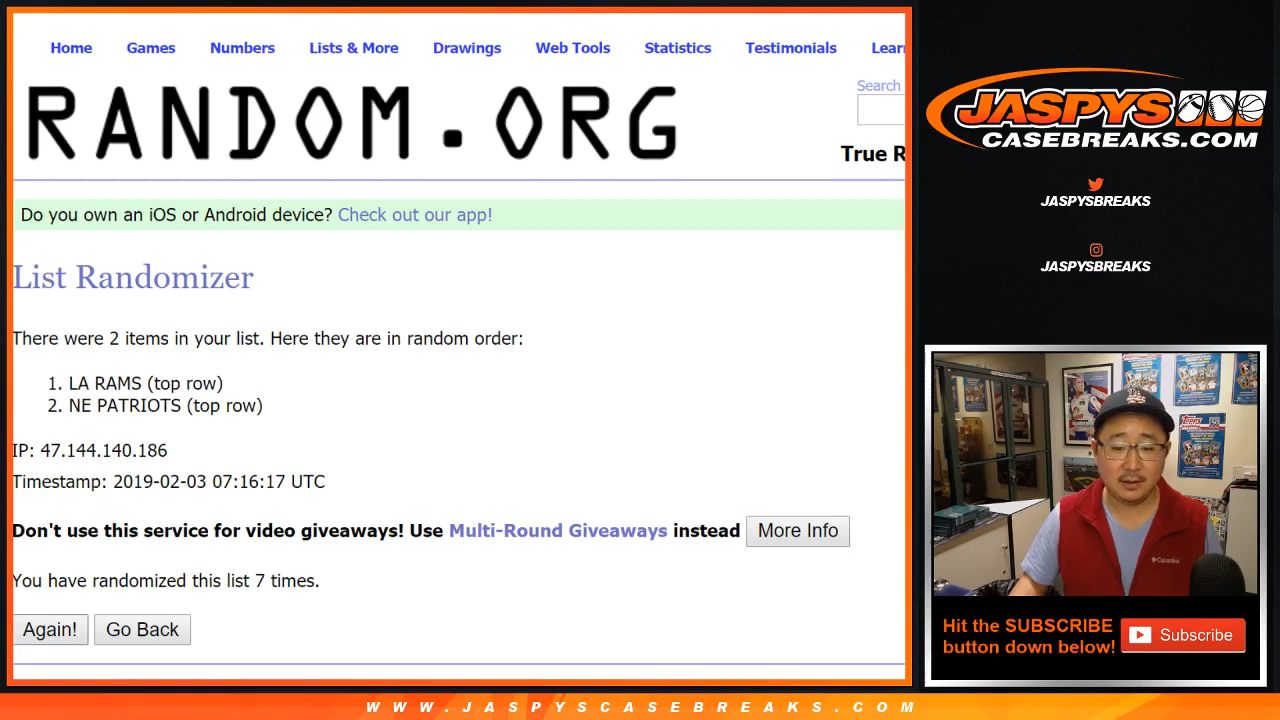 Home Games Numbers Lists & More Drawings Web Tools Statistics Testimonials Lear
RANDOM.ORG
Search
True R
Do you own an iOS or Android device? Check out our app!
List Randomizer
There were 2 items in your list. Here they are in random order:
1. LA RAMS (top row)
2. NE PATRIOTS (top row)
IP: 47.144.140.186
Timestamp: 2019-02-03 07:16:17 UTC
Don't use this service for video giveaways! Use Multi-Round Giveaways instead More Info
You have randomized this list 7 times.
Again! Go Back
JASPYS
CASEBREAKS.COM
JASPYSBREAKS
JASPYSBREAKS
Topps
Columbia
Hit the SUBSCRIBE
button down below!
Subscribe
WWW.JASPYSCASEBREAKS.COM